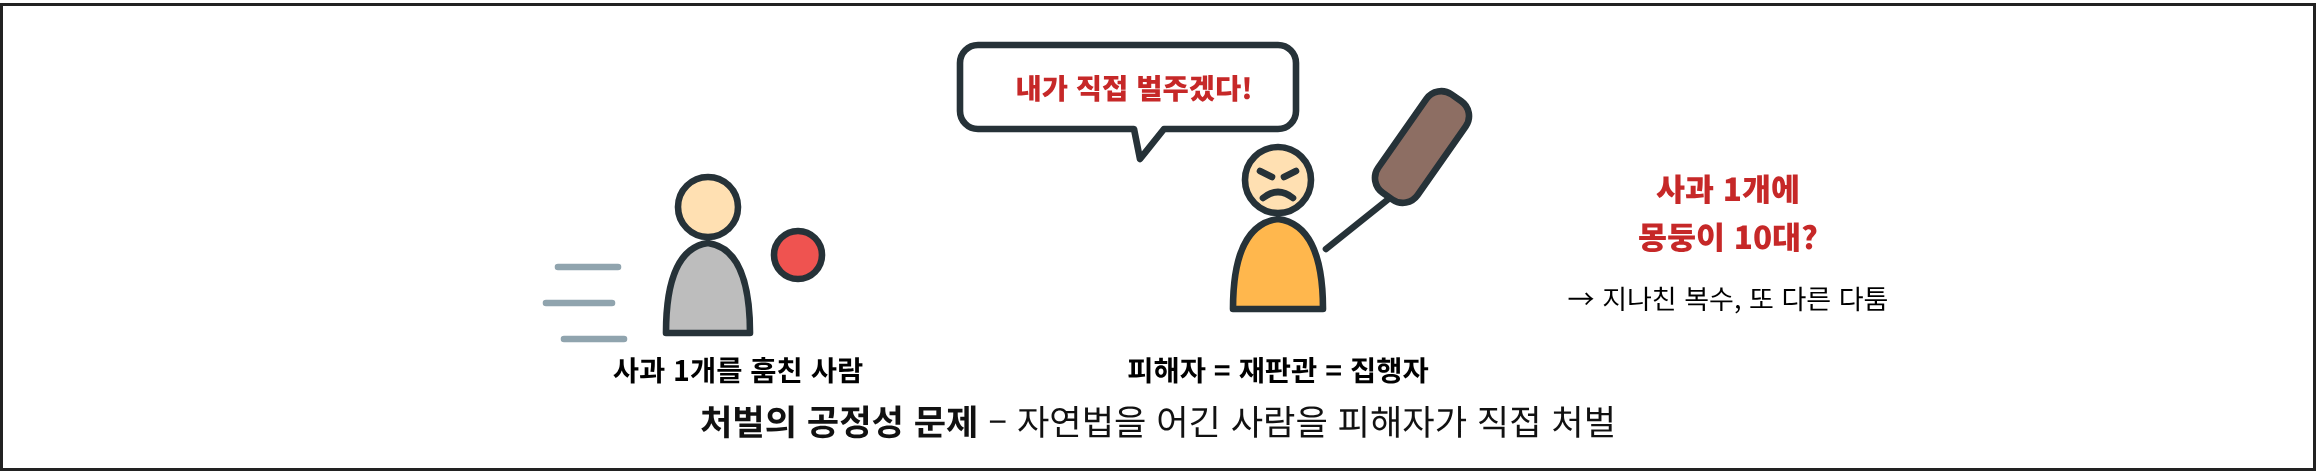 내가 직접 벌주겠다!
사과 1개에
몽둥이 10대?
→ 지나친 복수, 또 다른 다툼
사과 1개를 훔친 사람
피해자 = 재판관 = 집행자
처벌의 공정성 문제 – 자연법을 어긴 사람을 피해자가 직접 처벌